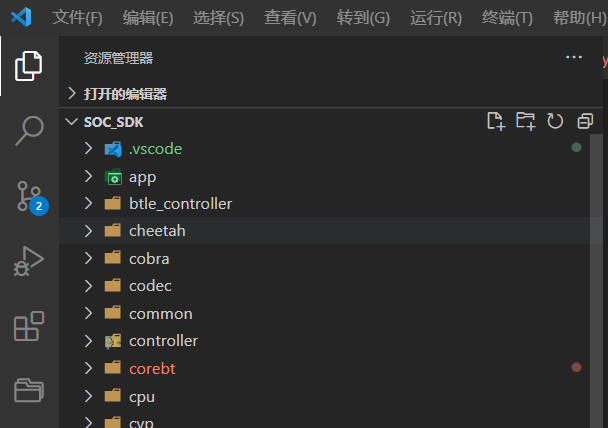 文件(F) 编辑(E) 选择(S) 查看(V) 转到(G) 运行(R) 终端(T) 帮助(H)
资源管理器
打开的编辑器
SOC_SDK
.vscode
app
btle_controller
cheetah
cobra
codec
common
controller
2
corebt
cpu